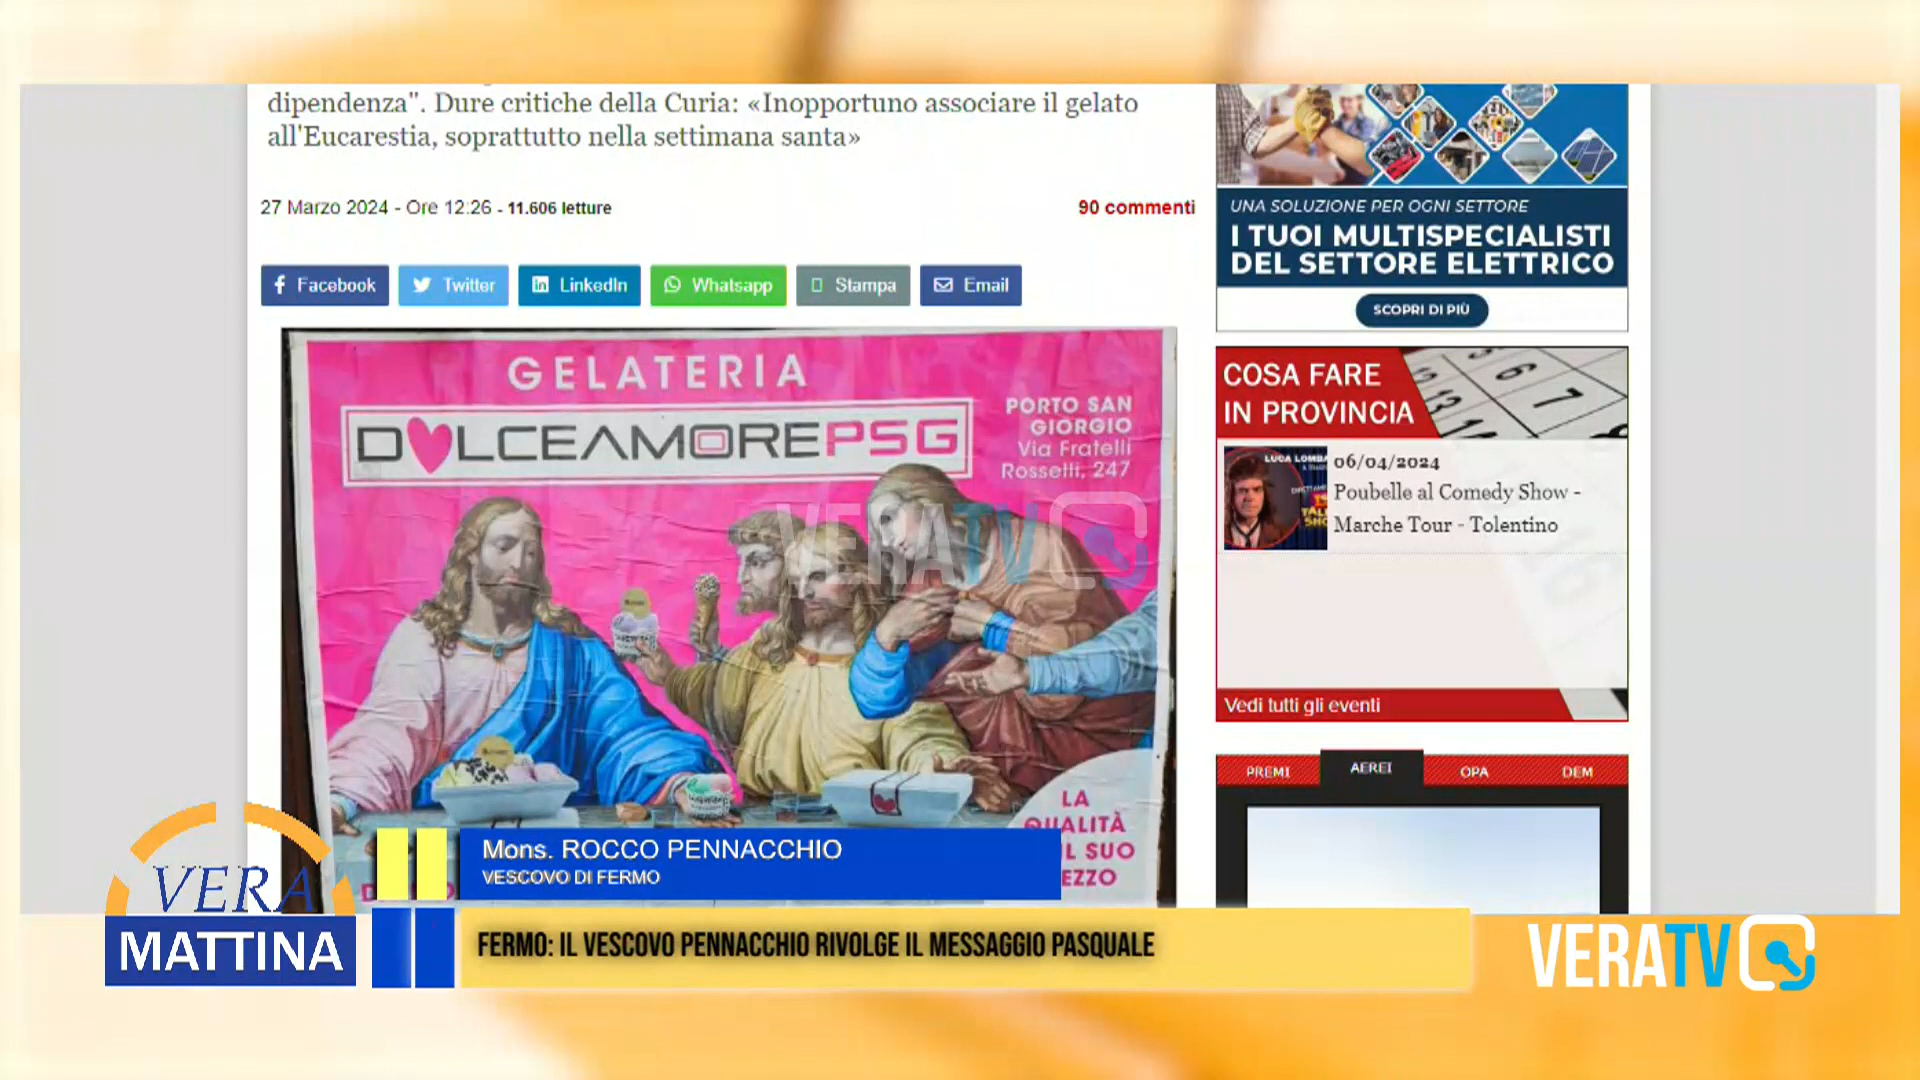 dipendenza". Dure critiche della Curia: «Inopportuno associare il gelato
all'Eucarestia, soprattutto nella settimana santa»
27 Marzo 2024 - Ore 12:26 - 11.606 letture
90 commenti
Facebook
Twitter
LinkedIn
Whatsapp
Stampa
Email
GELATERIA
DOLCEAMOREPSG
PORTO SAN
GIORGIO
Via Fratelli
Rosselli, 247
VERATV
LA
QUALITÀ
IL SUO
UNA SOLUZIONE PER OGNI SETTORE
I TUOI MULTISPECIALISTI
DEL SETTORE ELETTRICO
SCOPRI DI PIÙ
COSA FARE
IN PROVINCIA
LUCA LOMBA
06/04/2024
Poubelle al Comedy Show -
Marche Tour - Tolentino
Vedi tutti gli eventi
PREMI
AEREI
OPA
DEM
Mons. ROCCO PENNACCHIO
VESCOVO DI FERMO
VERA
MATTINA
FERMO: IL VESCOVO PENNACCHIO RIVOLGE IL MESSAGGIO PASQUALE
VERATV